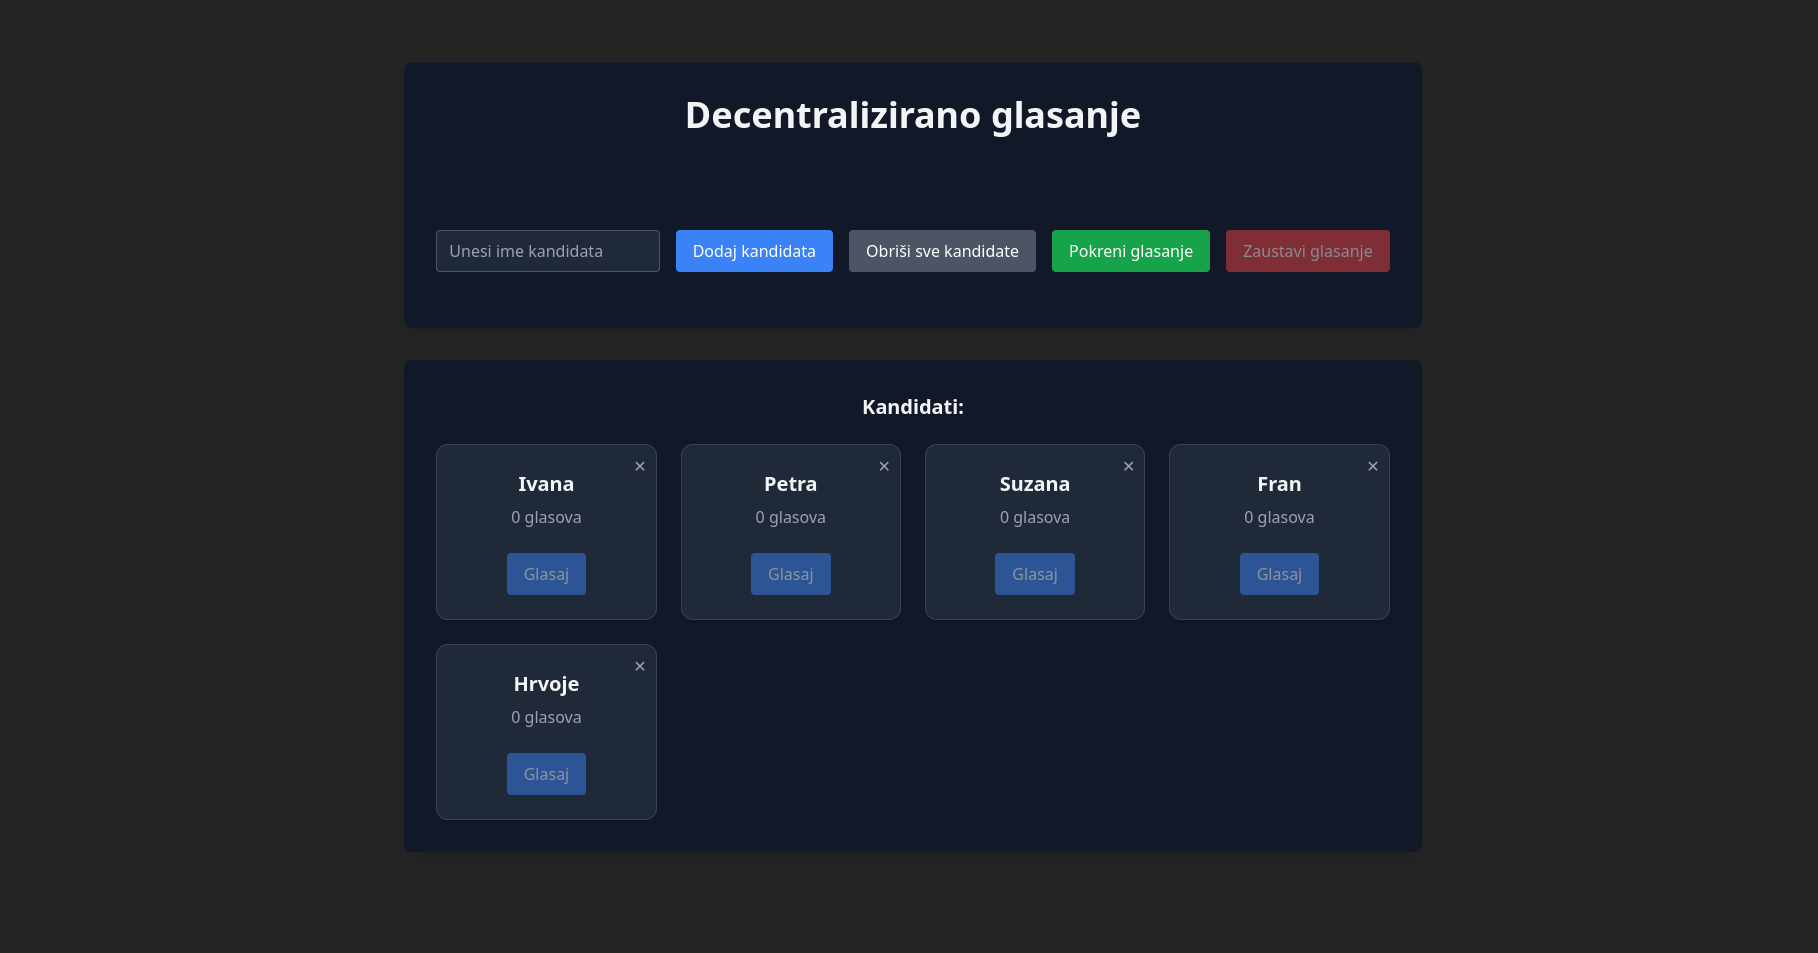 Decentralizirano glasanje
Unesi ime kandidata Dodaj kandidata Obriši sve kandidate Pokreni glasanje Zaustavi glasanje
Kandidati:
Ivana
0 glasova
Glasaj
Petra
0 glasova
Glasaj
Suzana
0 glasova
Glasaj
Fran
0 glasova
Glasaj
Hrvoje
0 glasova
Glasaj